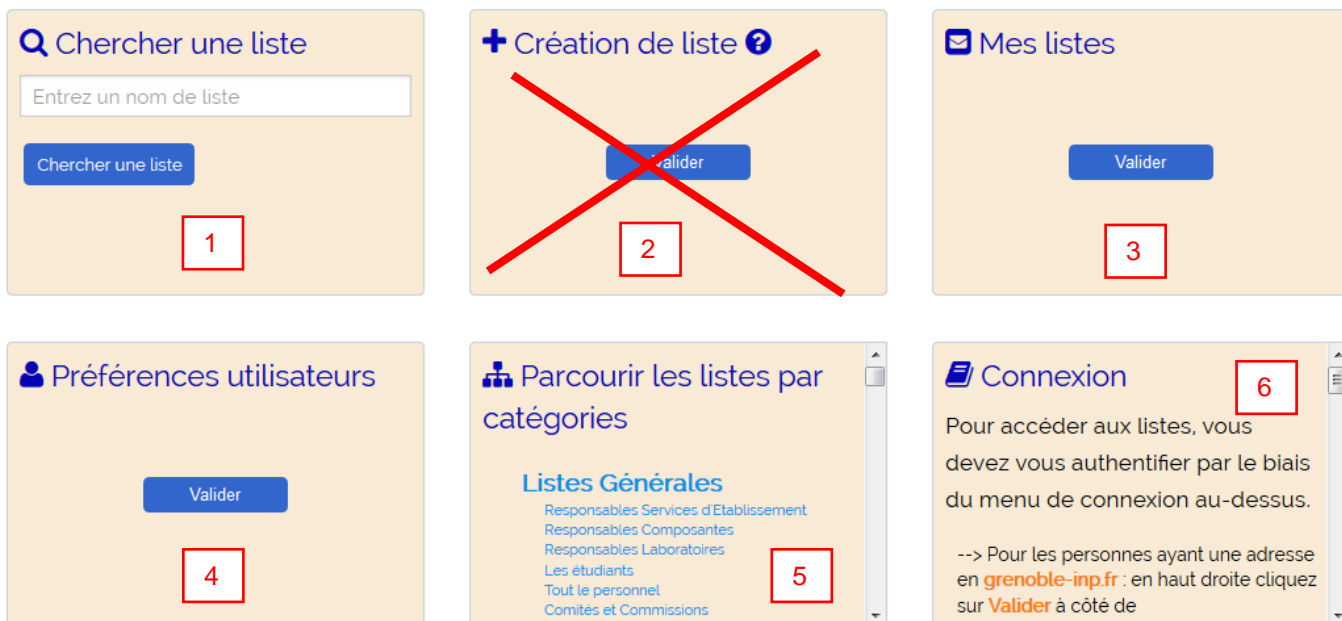 Chercher une liste
Entrez un nom de liste
Chercher une liste
1
Création de liste ?
Valider
2
Mes listes
Valider
3
Préférences utilisateurs
Valider
4
Parcourir les listes par
catégories
Listes Générales
Responsables Services d'Etablissement
Responsables Composantes
Responsables Laboratoires
Les étudiants
Tout le personnel
Comités et Commissions
5
Connexion
6
Pour accéder aux listes, vous
devez vous authentifier par le biais
du menu de connexion au-dessus.
--> Pour les personnes ayant une adresse
en grenoble-inp.fr : en haut droite cliquez
sur Valider à côté de